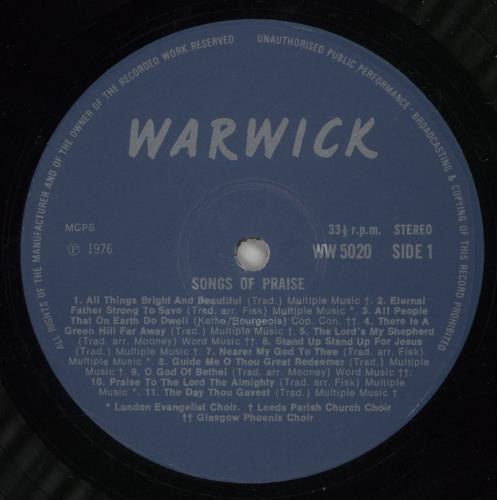 ALL RIGHTS OF THE MANUFACTURER AND OF THE OWNER OF THE RECORDED WORK RESERVED UNAUTHORISED PUBLIC PERFORMANCE, BROADCASTING & COPYING OF THIS RECORD PROHIBITED
WARWICK
MCPS
℗ 1976
33⅓ r.p.m. STEREO
WW 5020 SIDE 1
SONGS OF PRAISE
1. All Things Bright And Beautiful (Trad.) Multiple Music †. 2. Eternal
Father Strong To Save (Trad. arr. Fisk) Multiple Music *. 3. All People
That On Earth Do Dwell (Kethe/Bourgeois) Cop. Con. ††. 4. There Is A
Green Hill Far Away (Trad.) Multiple Music †. 5. The Lord's My Shepherd
(Trad. arr. Mooney) Word Music ††. 6. Stand Up Stand Up For Jesus
(Trad.) Multiple Music †. 7. Nearer My God To Thee (Trad. arr. Fisk)
Multiple Music *. 8. Guide Me O Thou Great Redeemer (Trad.) Multiple
Music †. 9. O God Of Bethel (Trad. arr. Mooney) Word Music ††.
10. Praise To The Lord The Almighty (Trad. arr. Fisk) Multiple
Music *. 11. The Day Thou Gavest (Trad.) Multiple Music †
* London Evangelist Choir. † Leeds Parish Church Choir
†† Glasgow Phoenix Choir